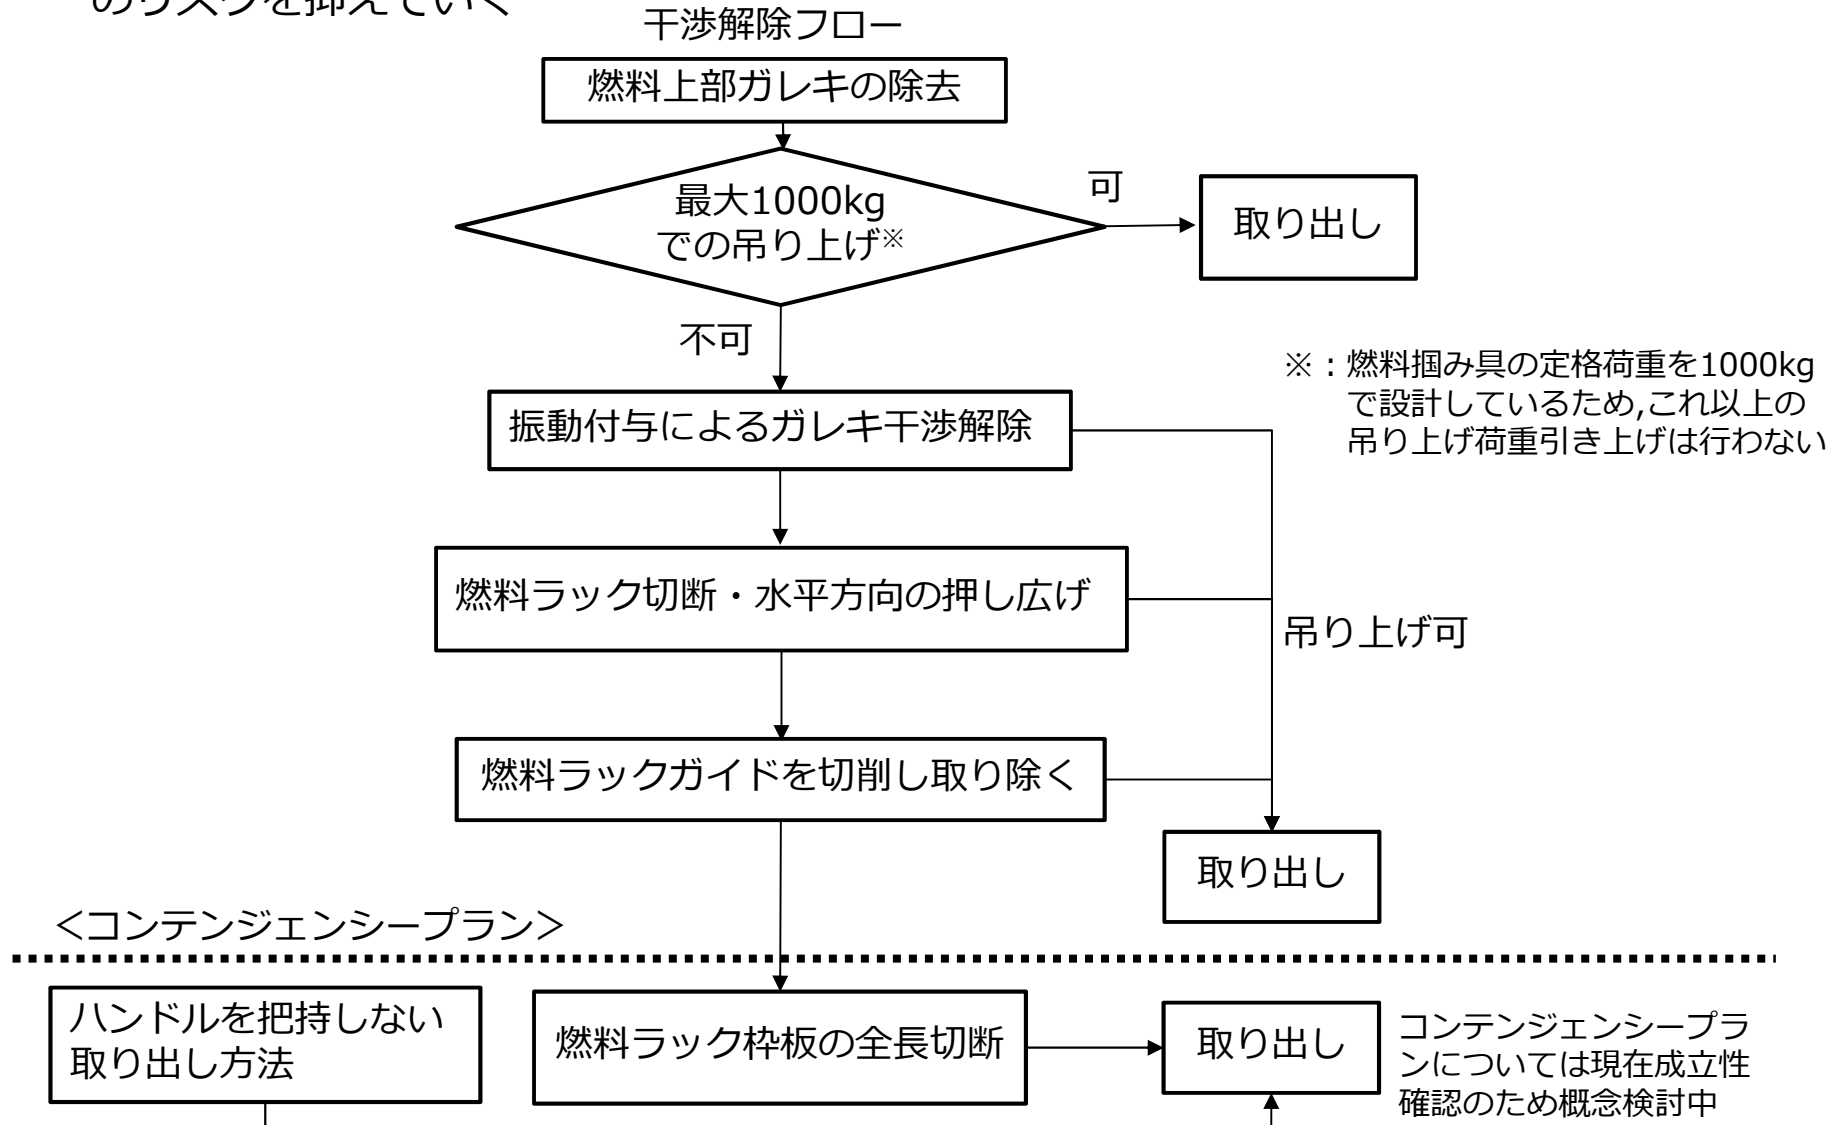 のリスクを抑えていく
干渉解除フロー
燃料上部ガレキの除去
最大1000kg
での吊り上げ※
可
取り出し
不可
※：燃料掴み具の定格荷重を1000kg
で設計しているため,これ以上の
吊り上げ荷重引き上げは行わない
振動付与によるガレキ干渉解除
燃料ラック切断・水平方向の押し広げ
吊り上げ可
燃料ラックガイドを切削し取り除く
取り出し
＜コンテンジェンシープラン＞
ハンドルを把持しない
取り出し方法
燃料ラック枠板の全長切断
取り出し
コンテンジェンシープラ
ンについては現在成立性
確認のため概念検討中